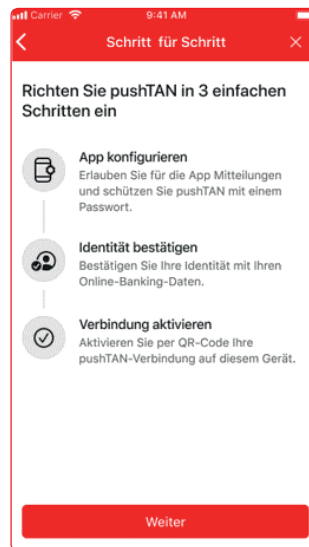 Carrier 9:41 AM
Schritt für Schritt
Richten Sie pushTAN in 3 einfachen
Schritten ein
App konfigurieren
Erlauben Sie für die App Mitteilungen
und schützen Sie pushTAN mit einem
Passwort.
Identität bestätigen
Bestätigen Sie Ihre Identität mit Ihren
Online-Banking-Daten.
Verbindung aktivieren
Aktivieren Sie per QR-Code Ihre
pushTAN-Verbindung auf diesem Gerät.
Weiter